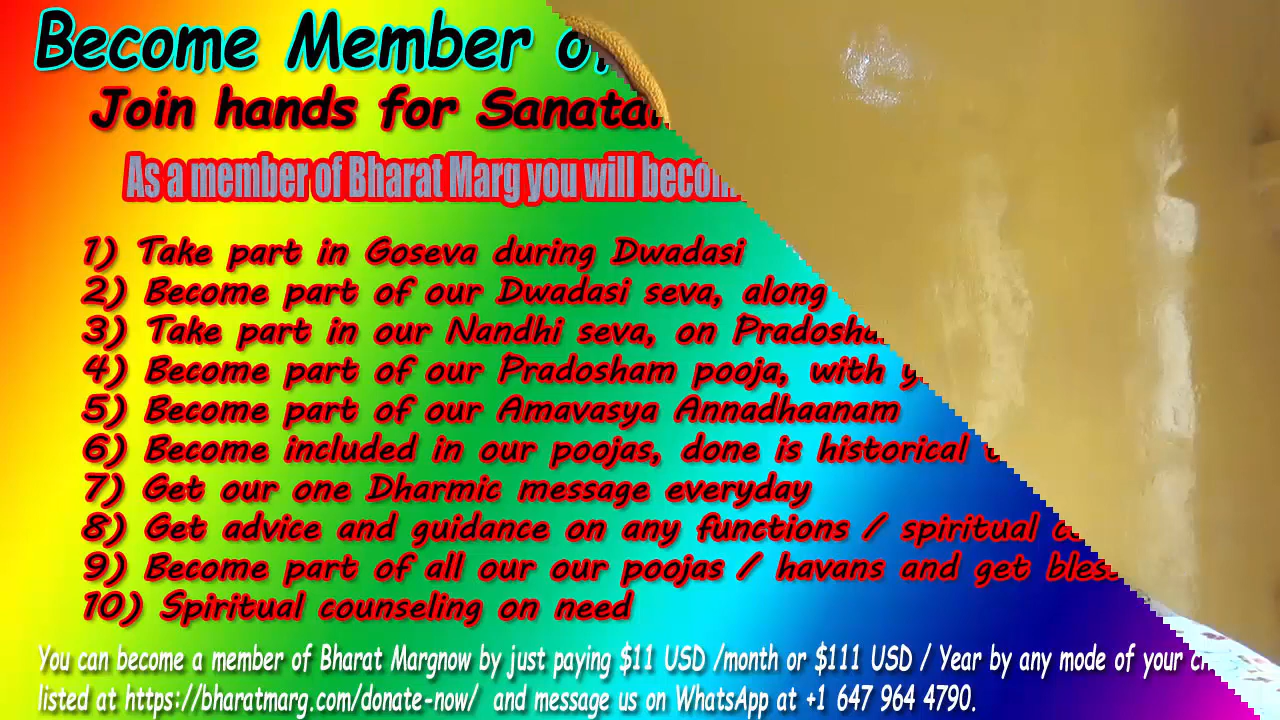 Become Member
Join hands for
As a member of Bharat Marg you will
1) Take part in Goseva during Dwadasi
2) Become part of our Dwadasi seva, along
3) Take part in our Nandhi seva, on
4) Become part of our Pradosham pooja, with
5) Become part of our Amavasya Annadhaanam
6) Become included in our poojas, done is historical
7) Get our one Dharmic message everyday
8) Get advice and guidance on any functions / spiritual
9) Become part of all our our poojas / havans and get
10) Spiritual counseling on need
You can become a member of Bharat Margnow by just paying $11 USD /month or $111 USD / Year by any mode of your
listed at https://bharatmarg.com/donate-now/ and message us on WhatsApp at +1 647 964 4790.